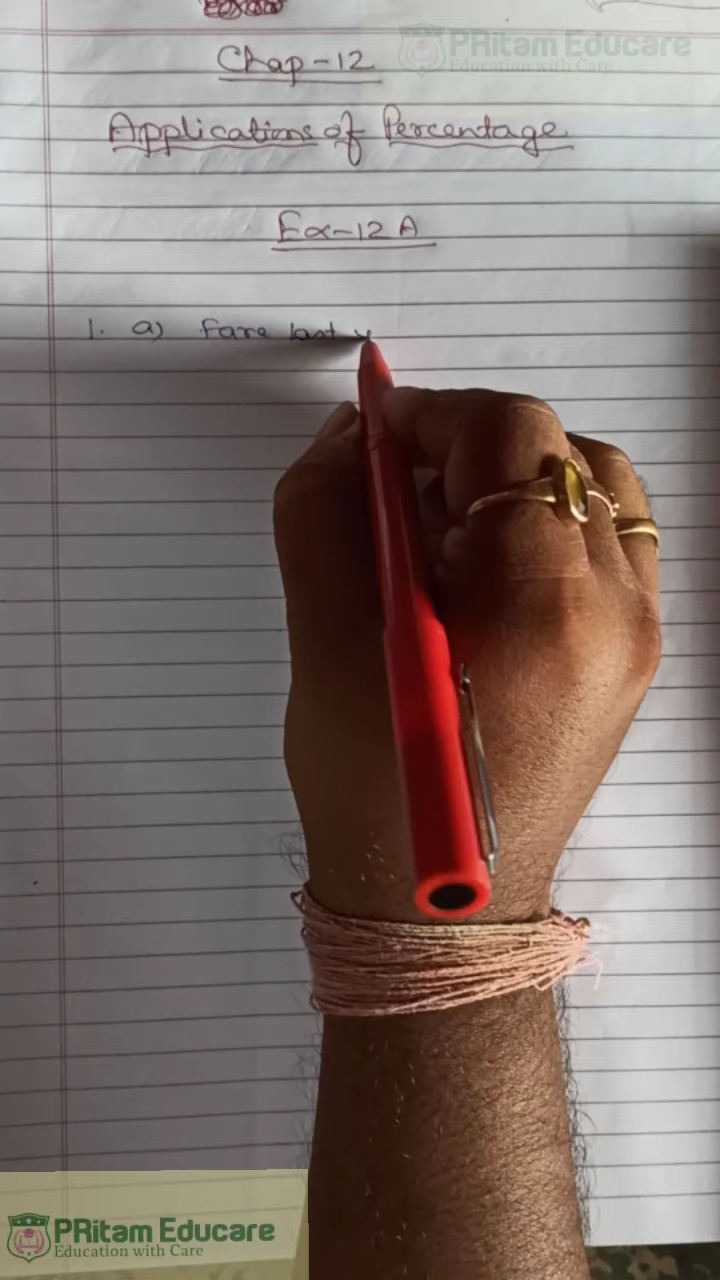 PRitam Educare
Education with Care
Chap-12
Applications of Percentage
Ex-12 A
1. a) Fare last y
PRitam Educare
Education with Care